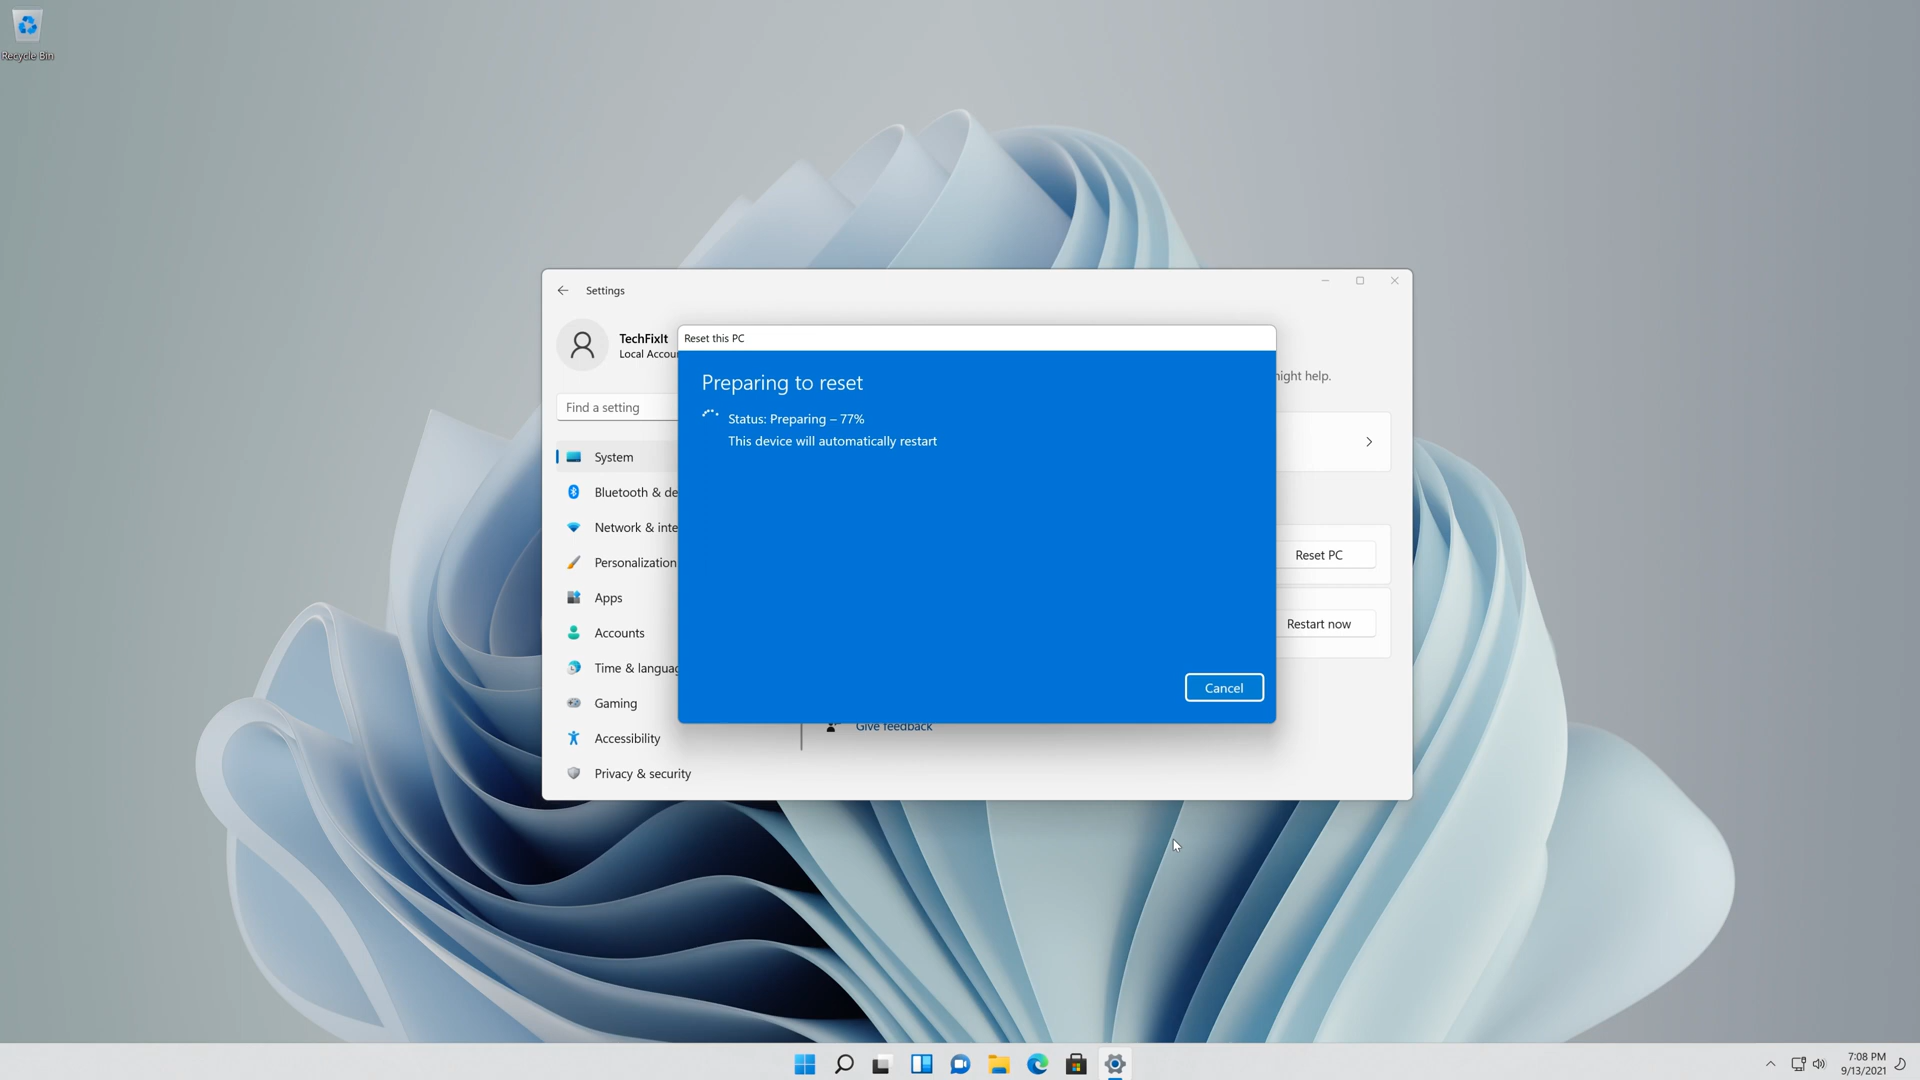 Recycle Bin
Settings
TechFixIt
Local Accou
Find a setting
System
Bluetooth & de
Network & inte
Personalization
Apps
Accounts
Time & languag
Gaming
Accessibility
Privacy & security
Reset this PC
Preparing to reset
Status: Preparing – 77%
This device will automatically restart
Cancel
night help.
Reset PC
Restart now
Give feedback
7:08 PM
9/13/2021